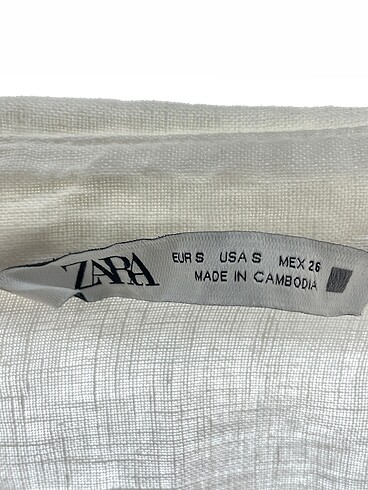 ZARA
EUR S USA S MEX 26
MADE IN CAMBODIA